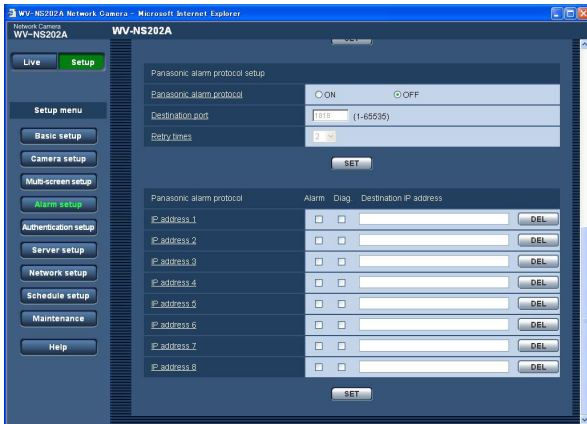 WV-NS202A Network Camera - Microsoft Internet Explorer
Network Camera
WV-NS202A
WV-NS202A
Live
Setup
SET
Setup menu
Basic setup
Camera setup
Multi-screen setup
Alarm setup
Authentication setup
Server setup
Network setup
Schedule setup
Maintenance
Help
Panasonic alarm protocol setup
Panasonic alarm protocol ON OFF
Destination port 1818 (1-65535)
Retry times 2
SET
Panasonic alarm protocol Alarm Diag. Destination IP address
IP address 1 DEL
IP address 2 DEL
IP address 3 DEL
IP address 4 DEL
IP address 5 DEL
IP address 6 DEL
IP address 7 DEL
IP address 8 DEL
SET